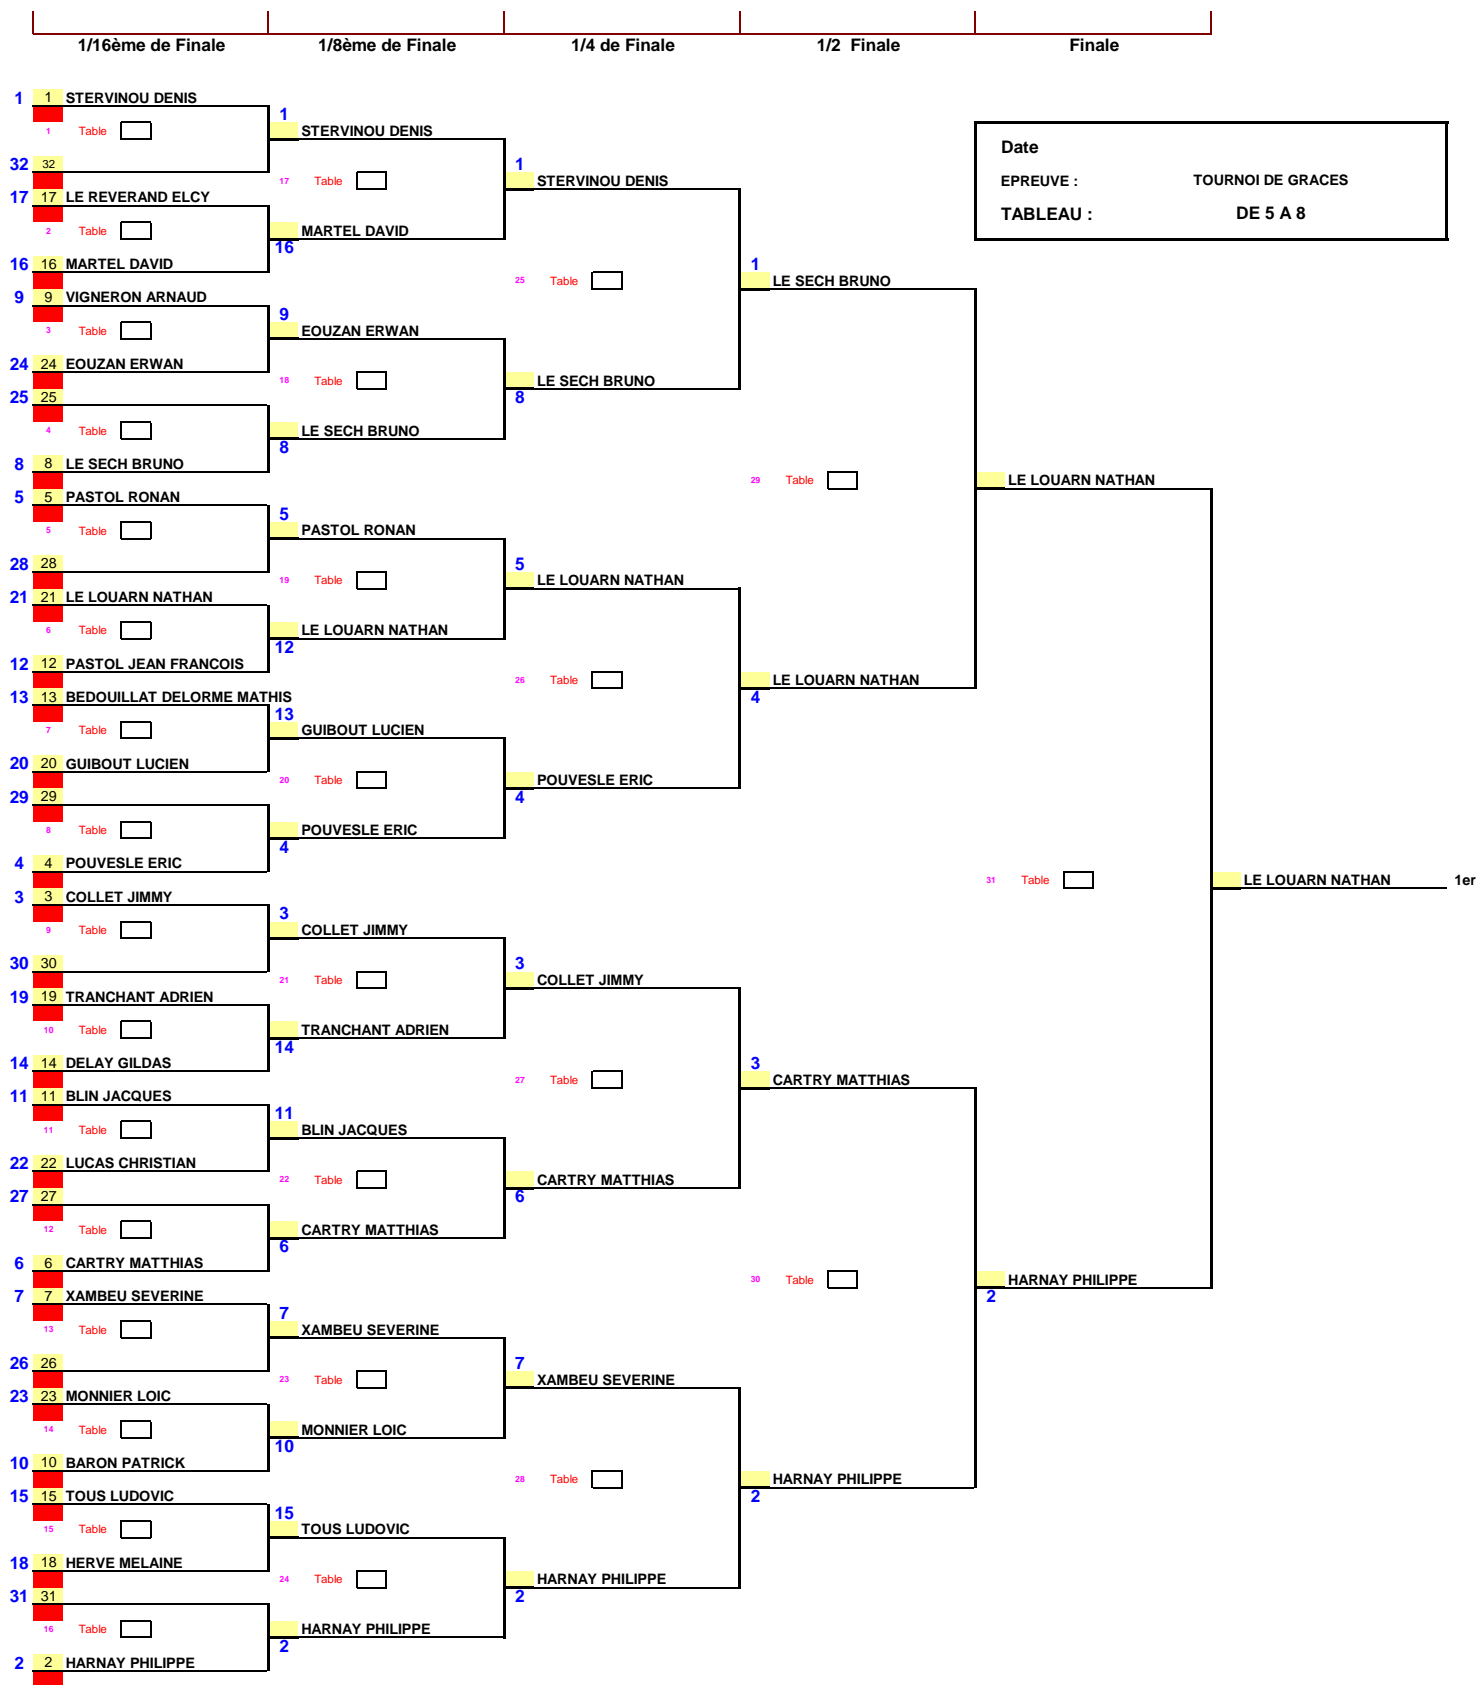 1/16ème de Finale 1/8ème de Finale 1/4 de Finale 1/2 Finale Finale
1 1 STERVINOU DENIS
1
1 Table STERVINOU DENIS
Date
32 32
1
17 Table STERVINOU DENIS
EPREUVE : TOURNOI DE GRACES
17 17 LE REVERAND ELCY
TABLEAU : DE 5 A 8
2 Table MARTEL DAVID
16
16 16 MARTEL DAVID
1
25 Table LE SECH BRUNO
9 9 VIGNERON ARNAUD
9
3 Table EOUZAN ERWAN
24 24 EOUZAN ERWAN
18 Table LE SECH BRUNO
8
25 25
4 Table LE SECH BRUNO
8
8 8 LE SECH BRUNO
29 Table LE LOUARN NATHAN
5 5 PASTOL RONAN
5
5 Table PASTOL RONAN
28 28
5
19 Table LE LOUARN NATHAN
21 21 LE LOUARN NATHAN
6 Table LE LOUARN NATHAN
12
12 12 PASTOL JEAN FRANCOIS
26 Table LE LOUARN NATHAN
4
13 13 BEDOUILLAT DELORME MATHIS
13
7 Table GUIBOUT LUCIEN
20 20 GUIBOUT LUCIEN
20 Table POUVESLE ERIC
4
29 29
8 Table POUVESLE ERIC
4
4 4 POUVESLE ERIC
31 Table LE LOUARN NATHAN 1er
3 3 COLLET JIMMY
3
9 Table COLLET JIMMY
30 30
3
21 Table COLLET JIMMY
19 19 TRANCHANT ADRIEN
10 Table TRANCHANT ADRIEN
14
14 14 DELAY GILDAS
3
27 Table CARTRY MATTHIAS
11 11 BLIN JACQUES
11
11 Table BLIN JACQUES
22 22 LUCAS CHRISTIAN
22 Table CARTRY MATTHIAS
6
27 27
12 Table CARTRY MATTHIAS
6
6 6 CARTRY MATTHIAS
30 Table HARNAY PHILIPPE
2
7 7 XAMBEU SEVERINE
7
13 Table XAMBEU SEVERINE
26 26
7
23 Table XAMBEU SEVERINE
23 23 MONNIER LOIC
14 Table MONNIER LOIC
10
10 10 BARON PATRICK
28 Table HARNAY PHILIPPE
2
15 15 TOUS LUDOVIC
15
15 Table TOUS LUDOVIC
18 18 HERVE MELAINE
24 Table HARNAY PHILIPPE
2
31 31
16 Table HARNAY PHILIPPE
2
2 2 HARNAY PHILIPPE